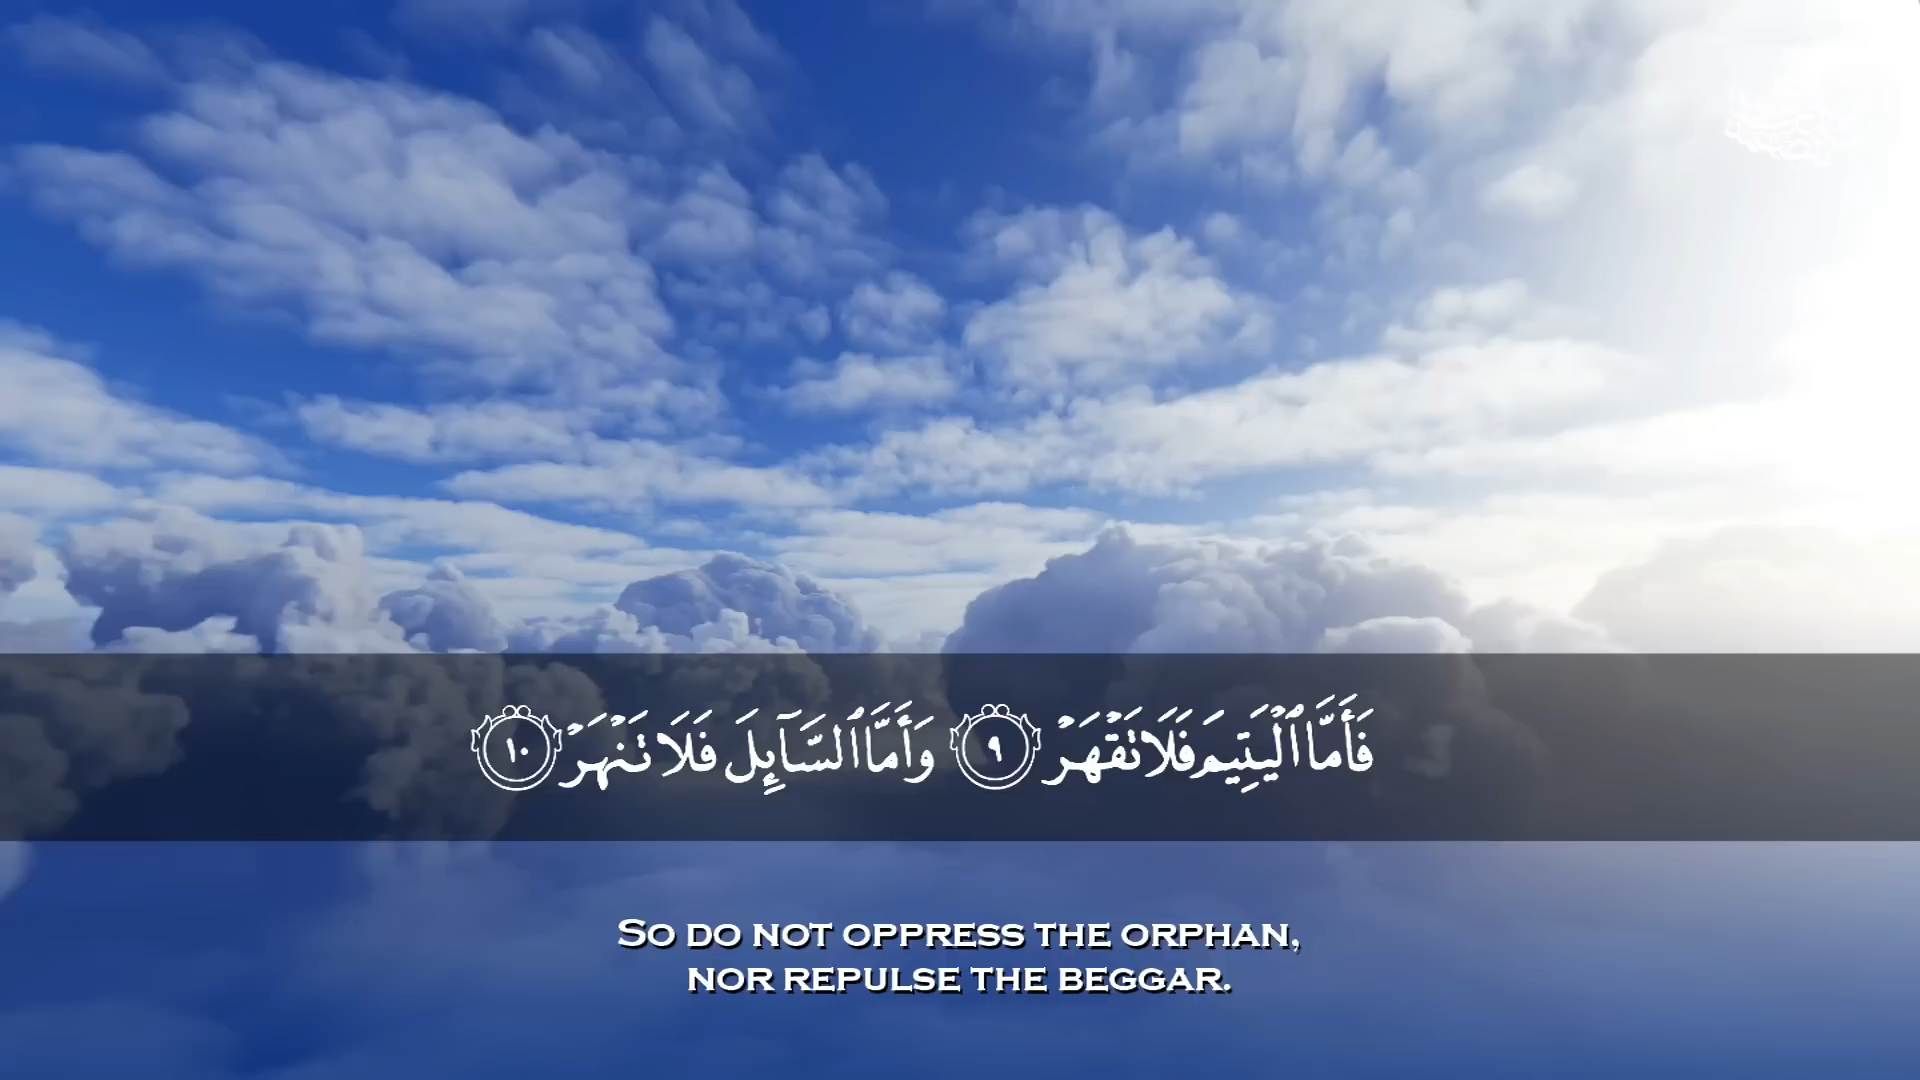 فَأَمَّا ٱلْيَتِيمَ فَلَا تَقْهَرْ ٩ وَأَمَّا ٱلسَّآئِلَ فَلَا تَنْهَرْ ١٠
So do not oppress the orphan,
nor repulse the beggar.